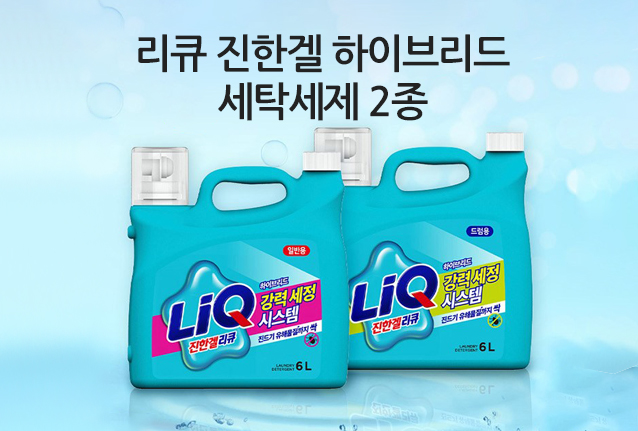 리큐 진한겔 하이브리드
세탁세제 2종
일반용
하이브리드
LiQ
강력 세정
시스템
진한겔 리큐
진드기 유해물질까지 싹
LAUNDRY
DETERGENT
6 L
드럼용
하이브리드
LiQ
강력 세정
시스템
진한겔 리큐
진드기 유해물질까지 싹
LAUNDRY
DETERGENT
6 L